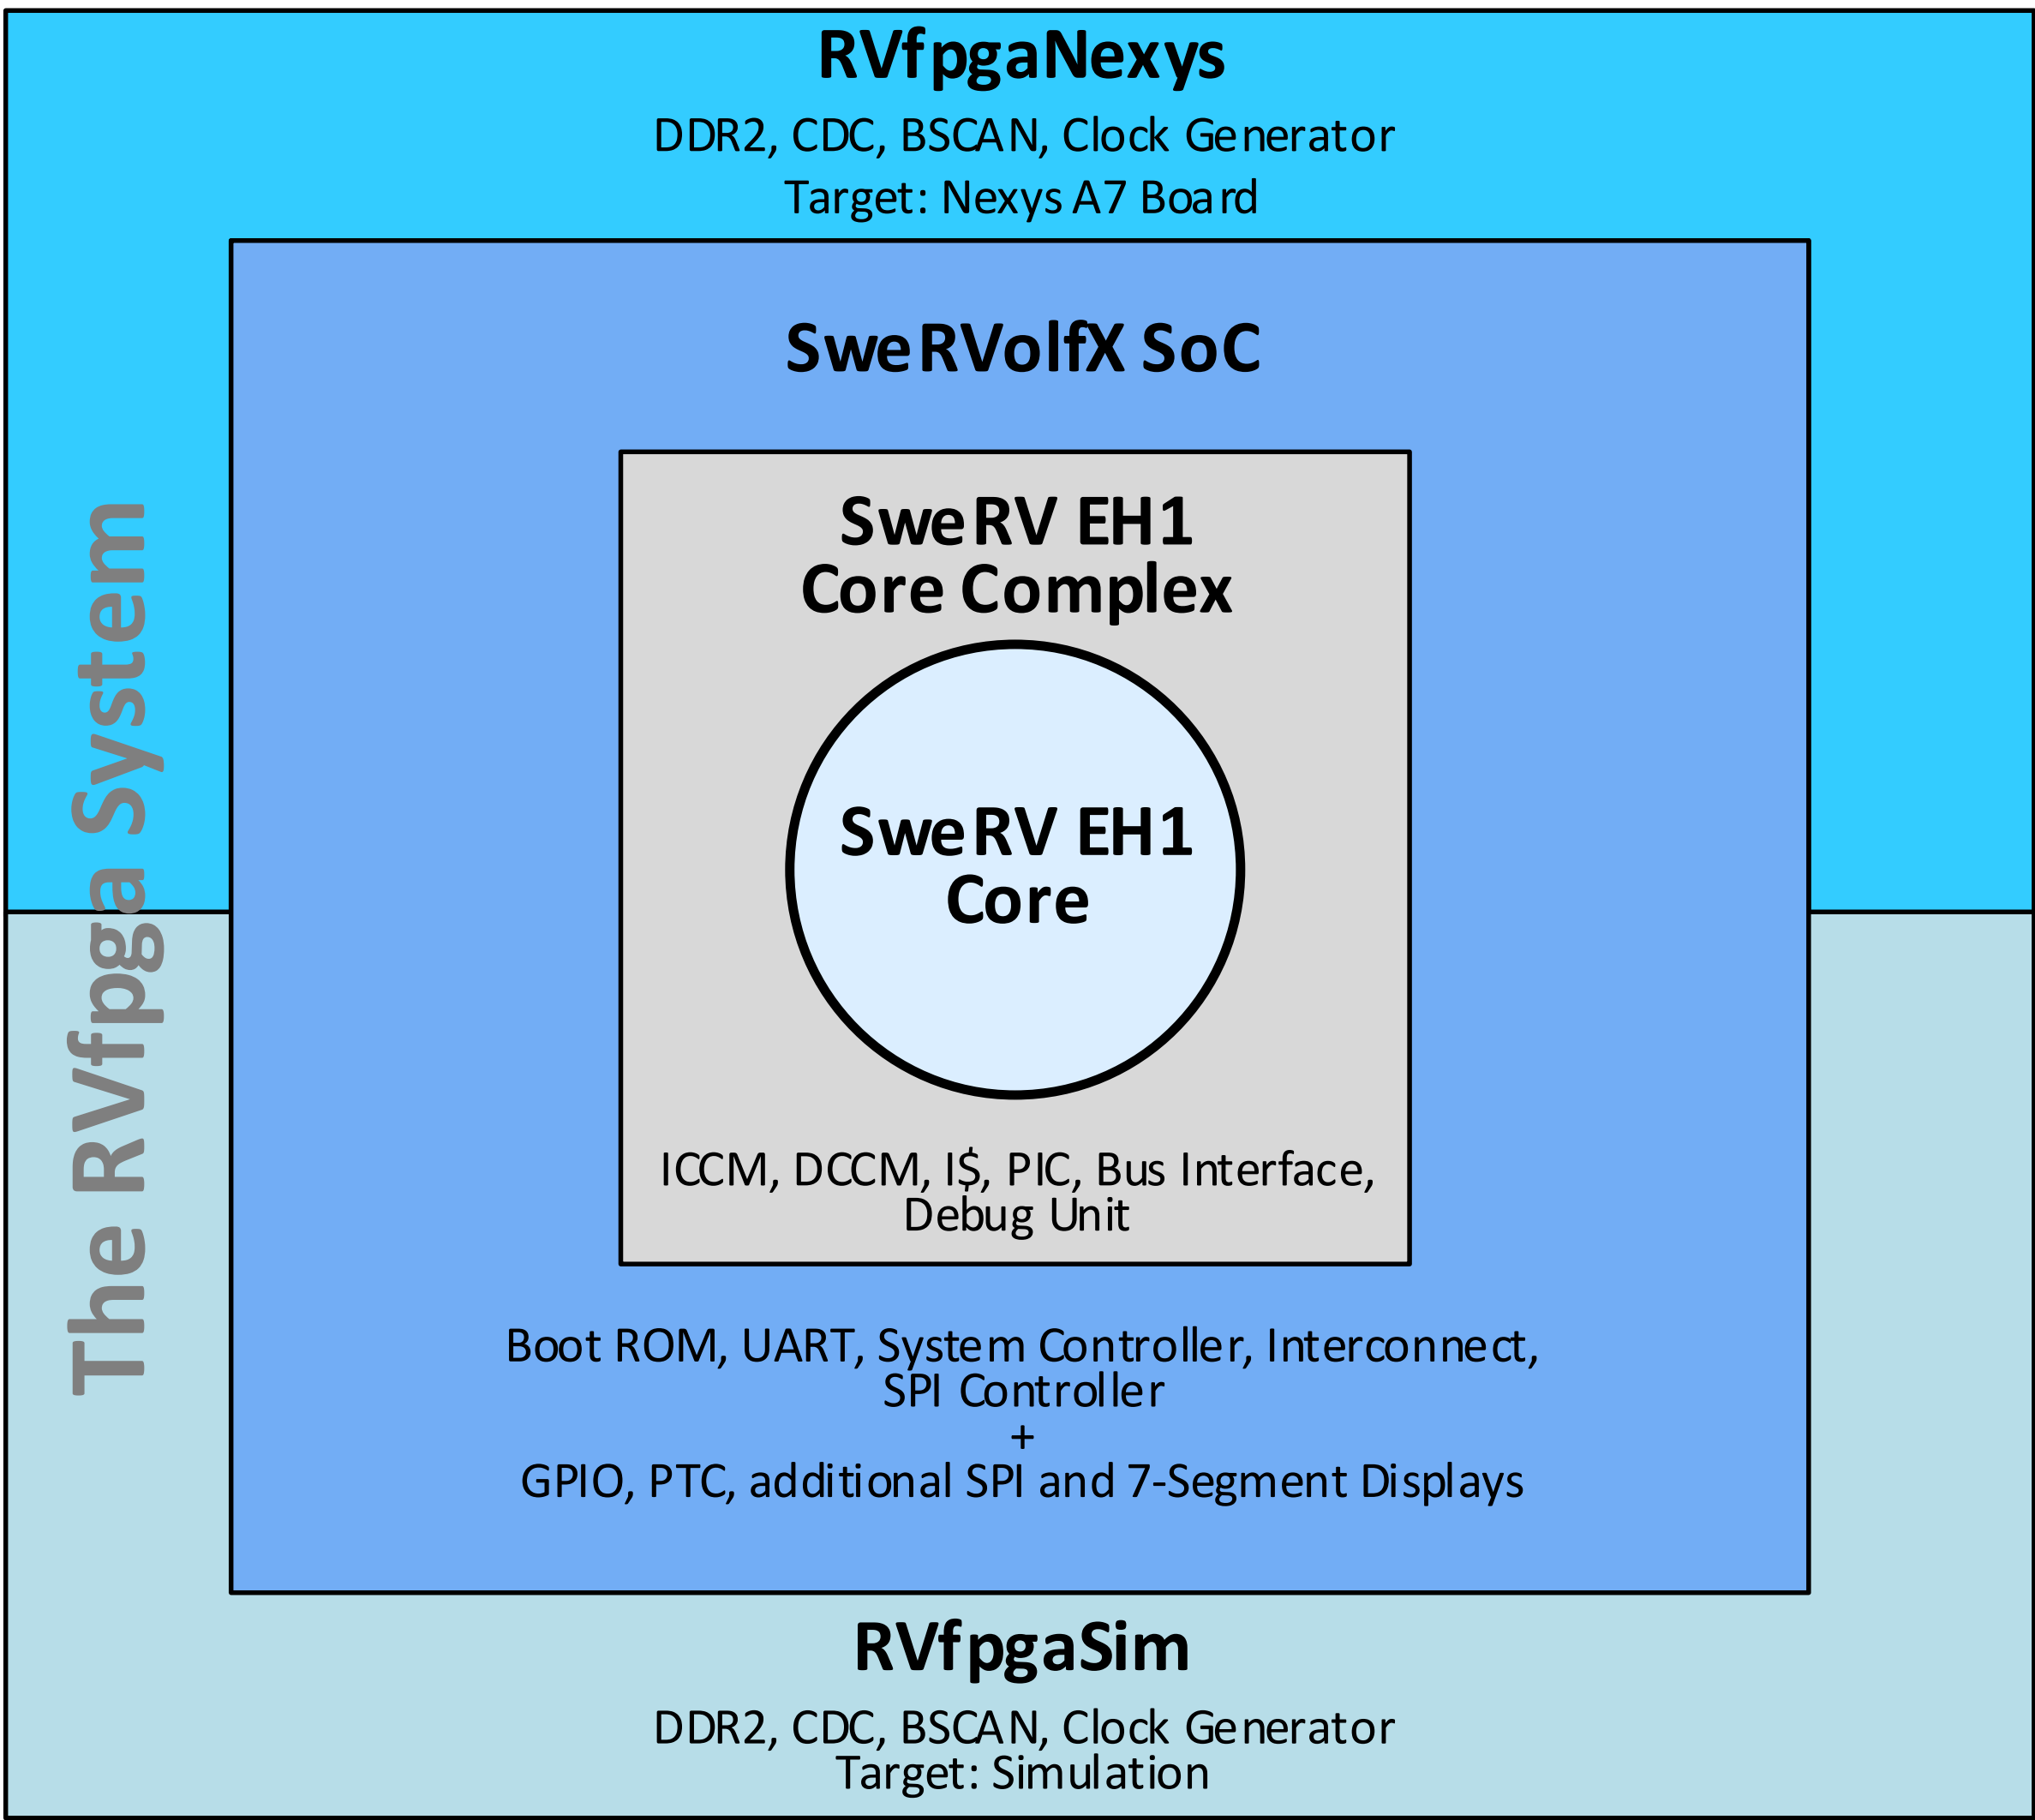 RVfpgaNexys
DDR2, CDC, BSCAN, Clock Generator
Target: Nexys A7 Board
SweRVolfX SoC
SweRV EH1
Core Complex
SweRV EH1
Core
ICCM, DCCM, I$, PIC, Bus Interface,
Debug Unit
Boot ROM, UART, System Controller, Interconnect,
SPI Controller
+
GPIO, PTC, additional SPI and 7-Segment Displays
RVfpgaSim
DDR2, CDC, BSCAN, Clock Generator
Target: Simulation
The RVfpga System